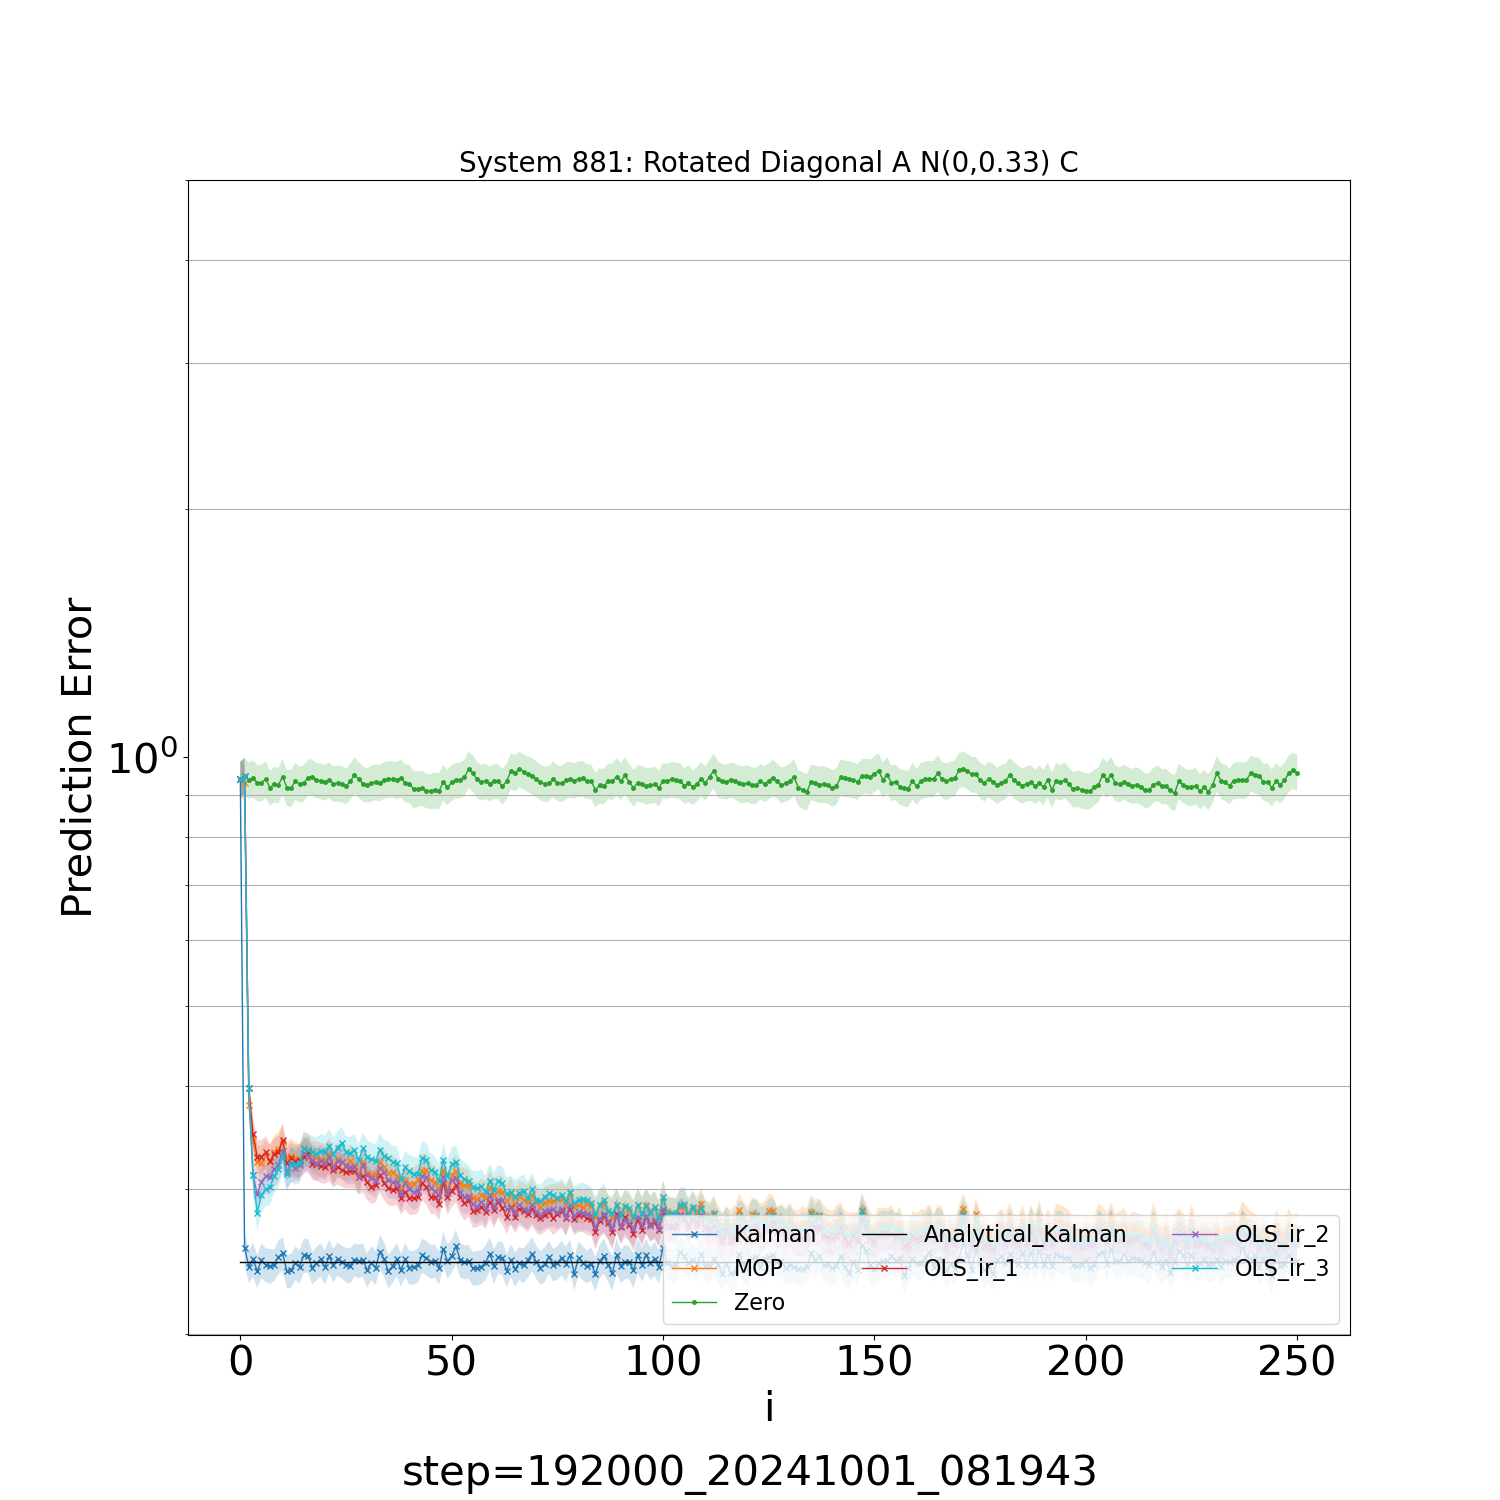 System 881: Rotated Diagonal A N(0,0.33) C
Prediction Error
10⁰
Kalman
MOP
Zero
Analytical_Kalman
OLS_ir_1
OLS_ir_2
OLS_ir_3
0 50 100 150 200 250
i
step=192000_20241001_081943